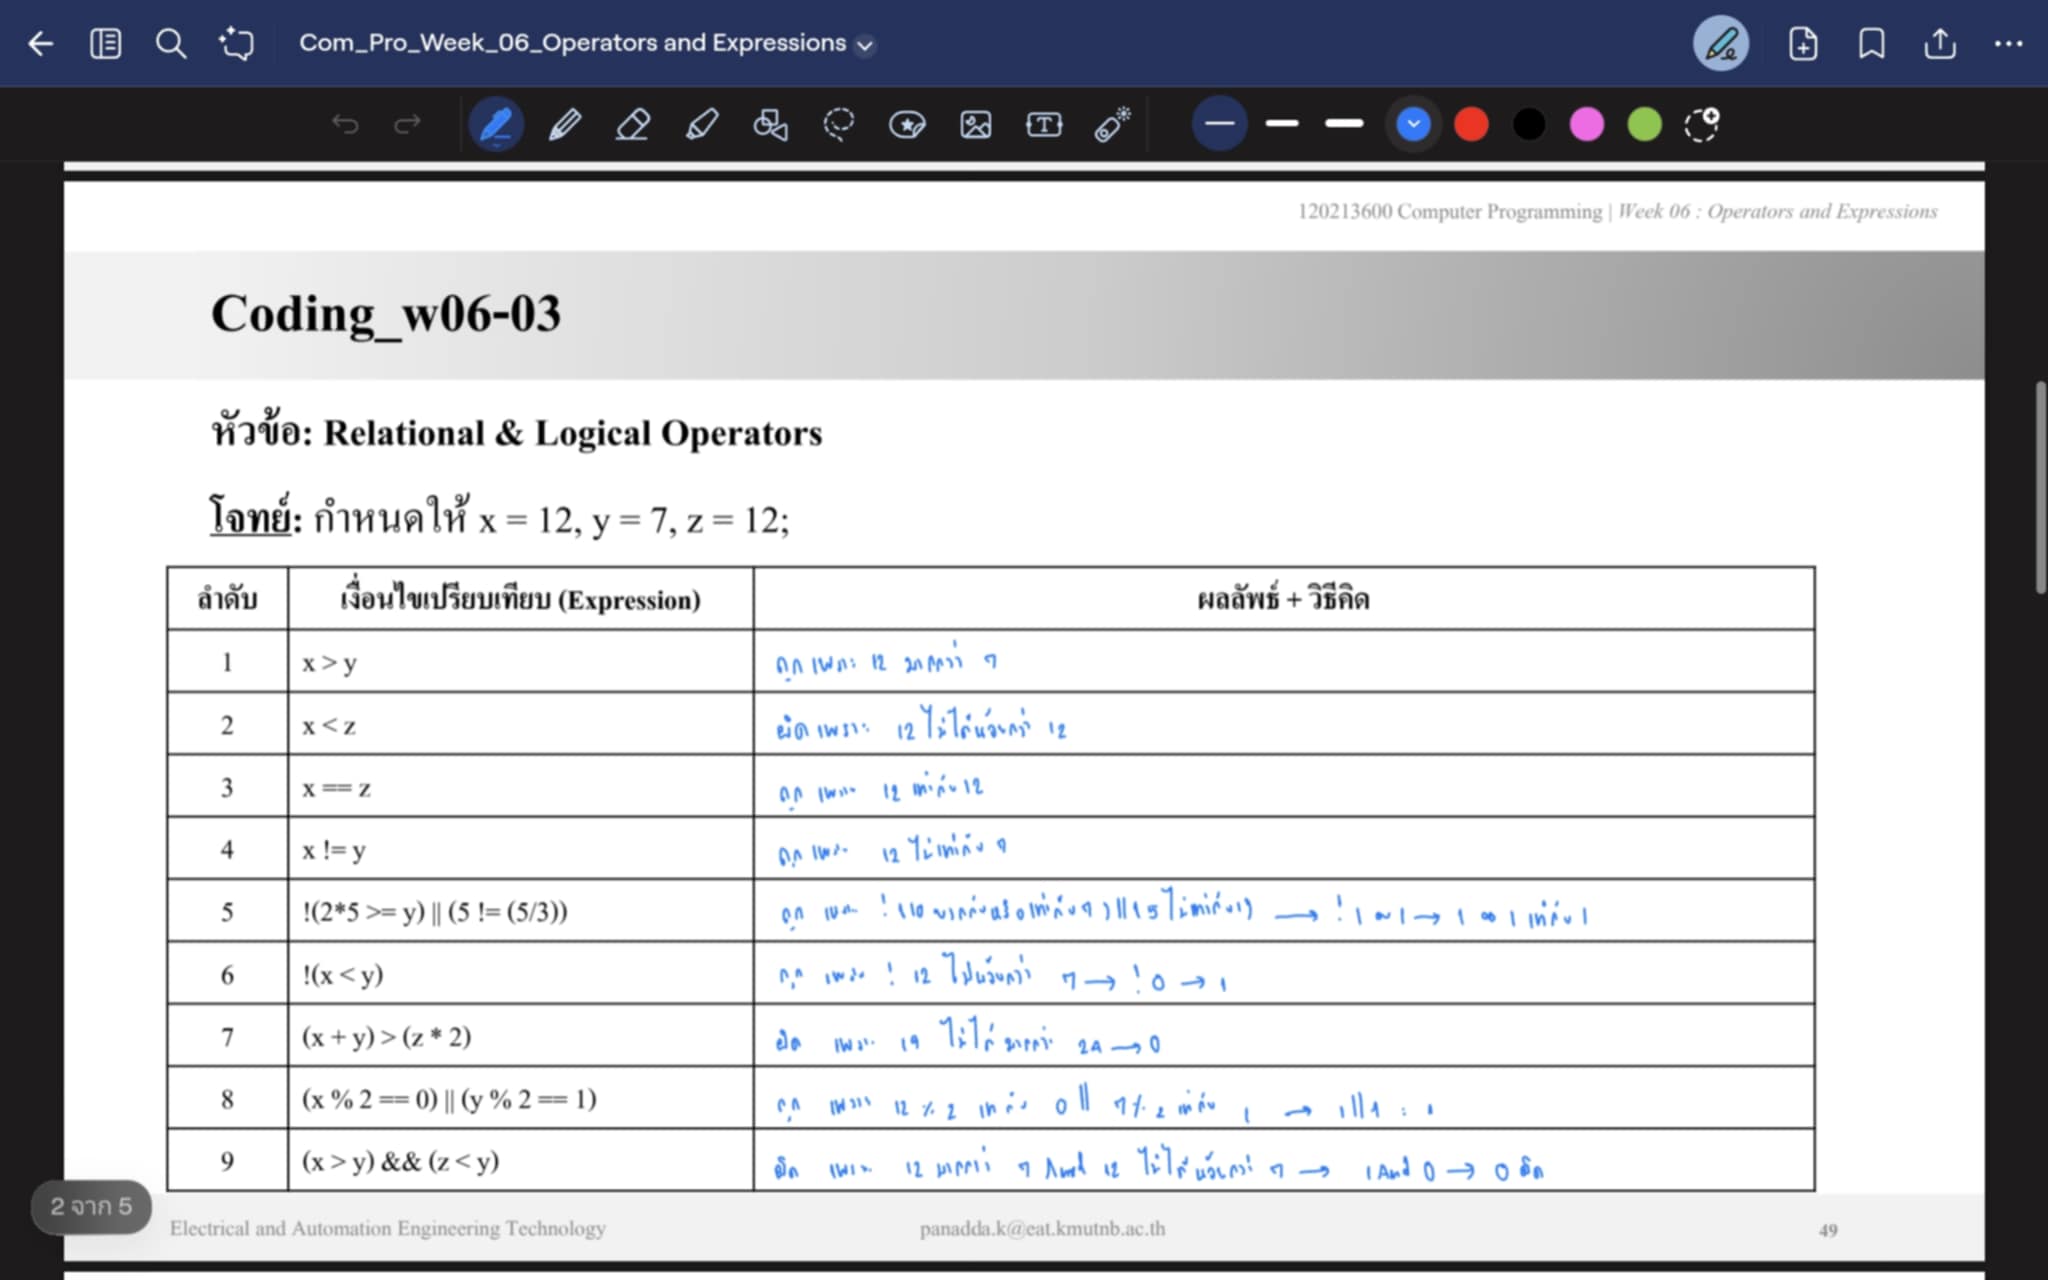 Com_Pro_Week_06_Operators and Expressions
120213600 Computer Programming | Week 06 : Operators and Expressions
Coding_w06-03
หัวข้อ: Relational & Logical Operators
โจทย์: กำหนดให้ x = 12, y = 7, z = 12;
ลำดับ เงื่อนไขเปรียบเทียบ (Expression) ผลลัพธ์ + วิธีคิด
1 x > y ถูก เพราะ 12 มากกว่า 7
2 x < z ผิด เพราะ 12 ไม่ได้น้อยกว่า 12
3 x == z ถูก เพราะ 12 เท่ากับ 12
4 x != y ถูก เพราะ 12 ไม่เท่ากับ 7
5 !(2*5 >= y) || (5 != (5/3)) ถูก เพราะ ! (10 มากกว่าหรือเท่ากับ 7) || (5 ไม่เท่ากับ 1) → ! 1 → 1 1 เท่ากับ 1
6 !(x < y) ถูก เพราะ ! 12 น้อยกว่า 7 → ! 0 → 1
7 (x + y) > (z * 2) ผิด เพราะ 19 ไม่ได้ มากกว่า 24 → 0
8 (x % 2 == 0) || (y % 2 == 1) ถูก เพราะ 12 % 2 เท่ากับ 0 || 7 % 2 เท่ากับ 1 → 1 || 1 : 1
9 (x > y) && (z < y) ผิด เพราะ 12 มากกว่า 7 And 12 ไม่ได้น้อยกว่า 7 → 1 And 0 → 0 ผิด
2 จาก 5
Electrical and Automation Engineering Technology panadda.k@eat.kmutnb.ac.th 49